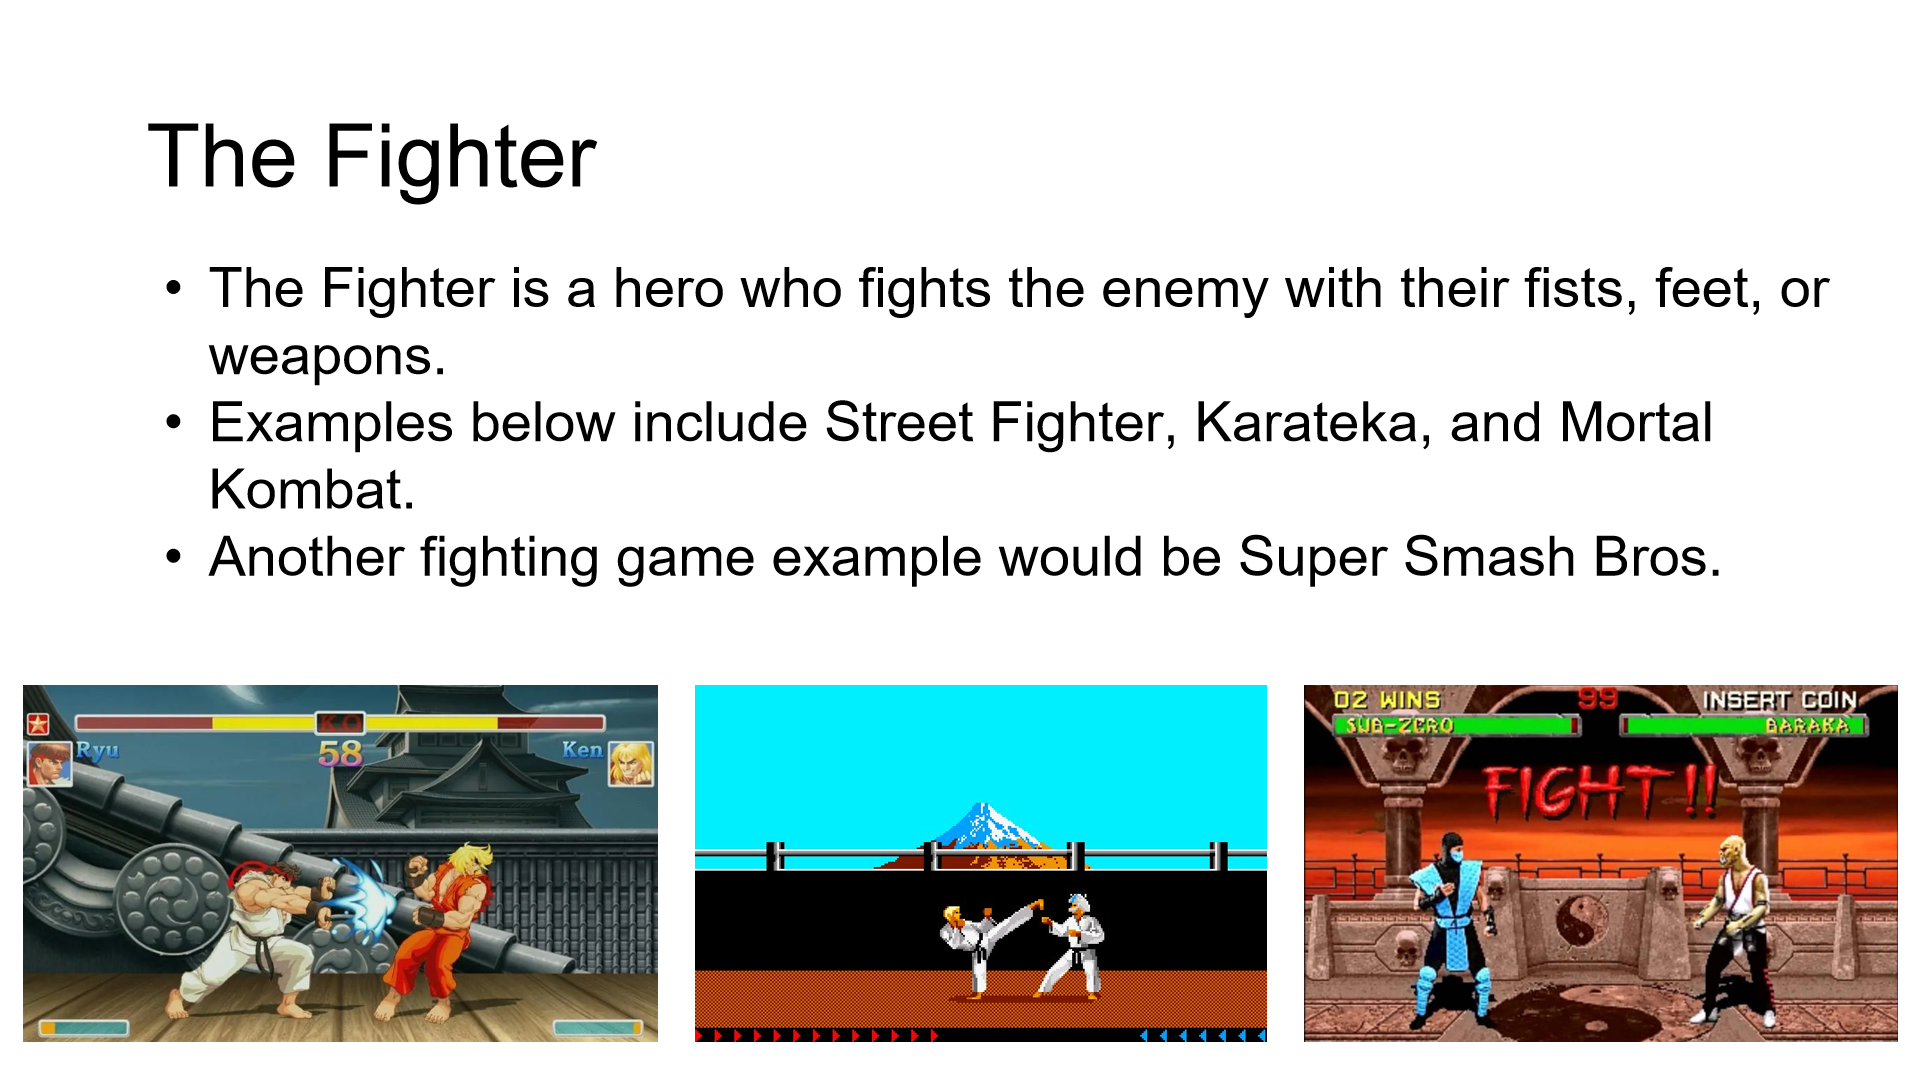 The Fighter
• The Fighter is a hero who fights the enemy with their fists, feet, or
weapons.
• Examples below include Street Fighter, Karateka, and Mortal
Kombat.
• Another fighting game example would be Super Smash Bros.
K.O
Ryu 58 Ken
02 WINS 99 INSERT COIN
SUB-ZERO BARAKA
FIGHT!!